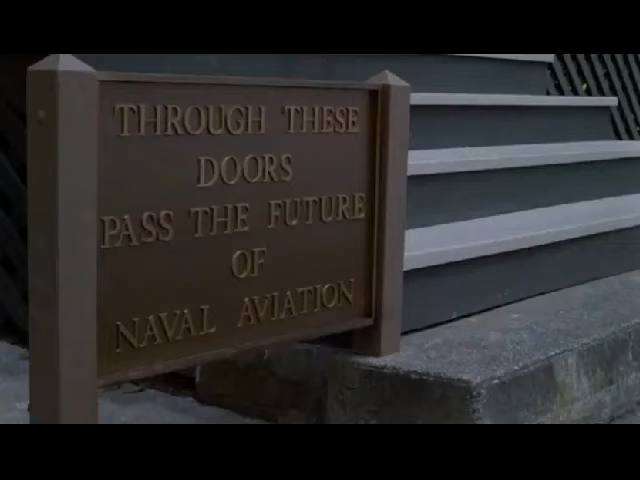 THROUGH THESE
DOORS
PASS THE FUTURE
OF
NAVAL AVIATION